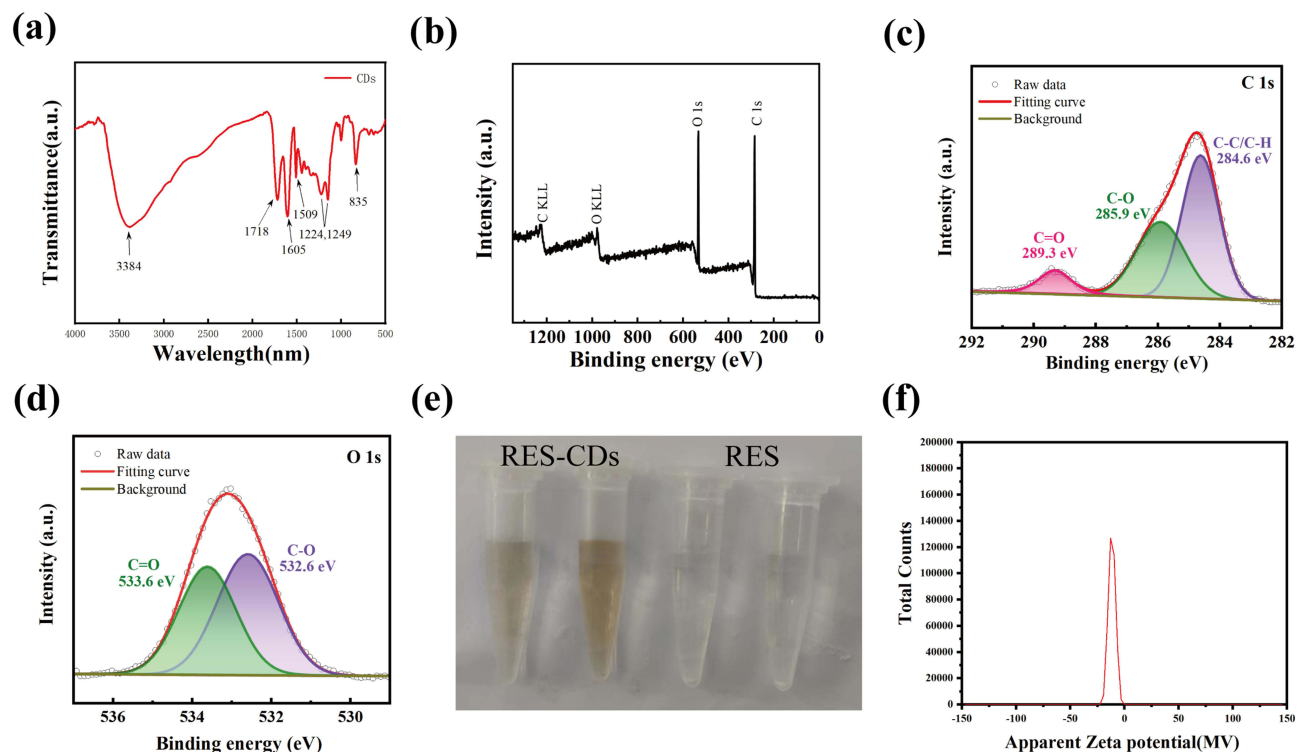 (a)
CDs
Transmittance(a.u.)
3384
1718
1605
1509
1224,1249
835
4000 3500 3000 2500 2000 1500 1000 500
Wavelength(nm)
(b)
Intensity (a.u.)
C KLL
O KLL
O 1s
C 1s
1200 1000 800 600 400 200 0
Binding energy (eV)
(c)
Raw data
Fitting curve
Background
C 1s
C-C/C-H
284.6 eV
C-O
285.9 eV
C=O
289.3 eV
Intensity (a.u.)
292 290 288 286 284 282
Binding energy (eV)
(d)
Raw data
Fitting curve
Background
O 1s
C=O
533.6 eV
C-O
532.6 eV
Intensity (a.u.)
536 534 532 530
Binding energy (eV)
(e)
RES-CDs RES
(f)
Total Counts
200000
180000
160000
140000
120000
100000
80000
60000
40000
20000
0
-150 -100 -50 0 50 100 150
Apparent Zeta potential(MV)